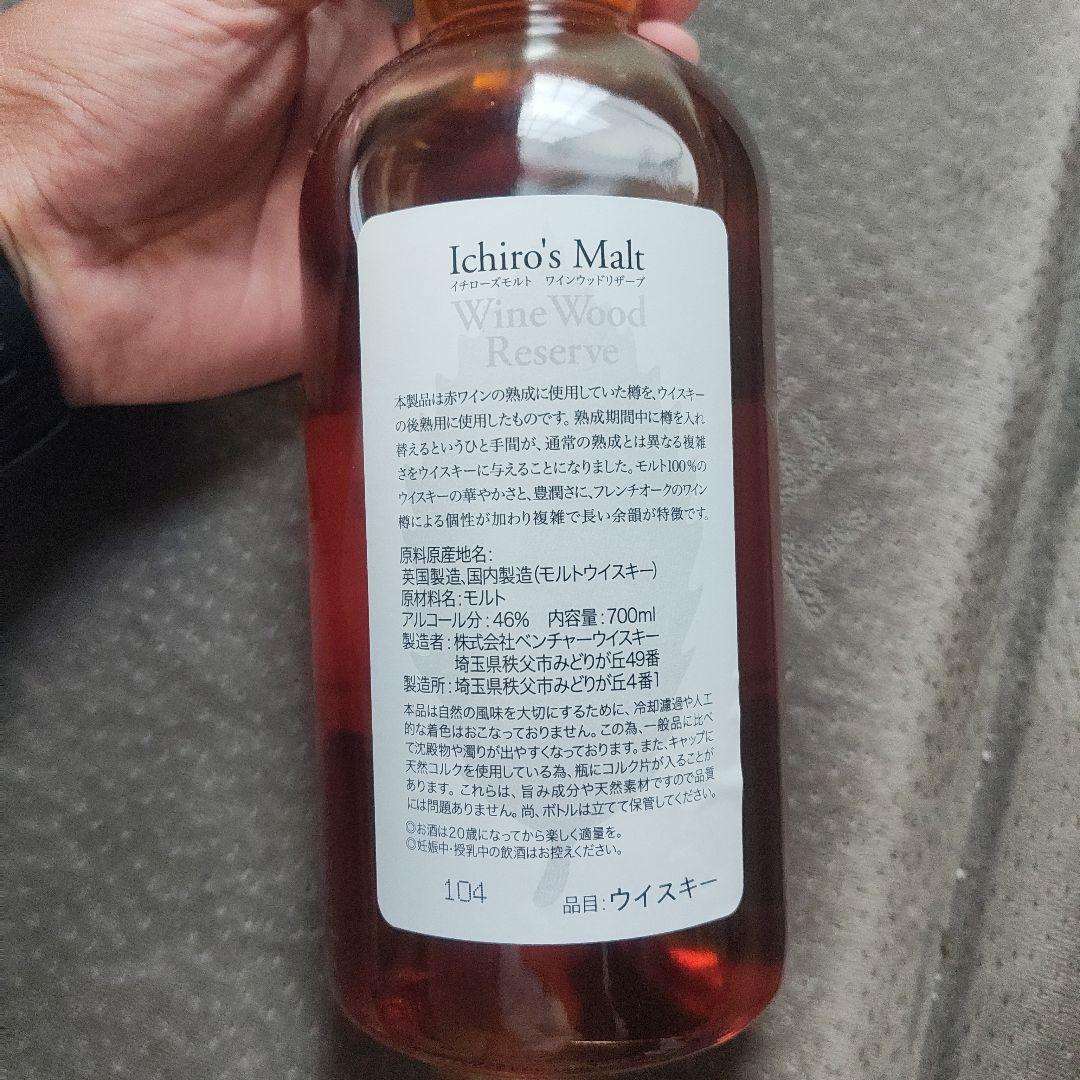 Ichiro's Malt
イチローズモルト ワインウッドリザーブ
Wine Wood
Reserve
本製品は赤ワインの熟成に使用していた樽を、ウイスキー
の後熟用に使用したものです。熟成期間中に樽を入れ
替えるというひと手間が、通常の熟成とは異なる複雑
さをウイスキーに与えることになりました。モルト100%の
ウイスキーの華やかさと、豊潤さに、フレンチオークのワイン
樽による個性が加わり複雑で長い余韻が特徴です。
原料原産地名:
英国製造、国内製造(モルトウイスキー)
原材料名:モルト
アルコール分:46% 内容量:700ml
製造者:株式会社ベンチャーウイスキー
埼玉県秩父市みどりが丘49番
製造所:埼玉県秩父市みどりが丘4番1
本品は自然の風味を大切にするために、冷却濾過や人工
的な着色はおこなっておりません。この為、一般品に比べ
て沈殿物や濁りが出やすくなっております。また、キャップに
天然コルクを使用している為、瓶にコルク片が入ることが
あります。これらは、旨み成分や天然素材ですので品質
には問題ありません。尚、ボトルは立てて保管してください。
◎お酒は20歳になってから楽しく適量を。
◎妊娠中・授乳中の飲酒はお控えください。
104
品目:ウイスキー